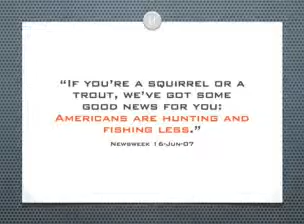 “If you’re a squirrel or a
trout, we’ve got some
good news for you:
Americans are hunting and
fishing less.”
Newsweek 16-Jun-07